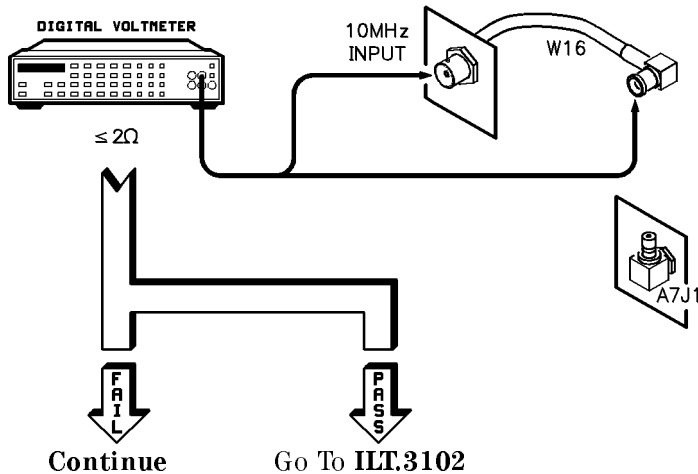 DIGITAL VOLTMETER
10MHz
INPUT
W16
≤2Ω
A7J1
FAIL
PASS
Continue
Go To ILT.3102